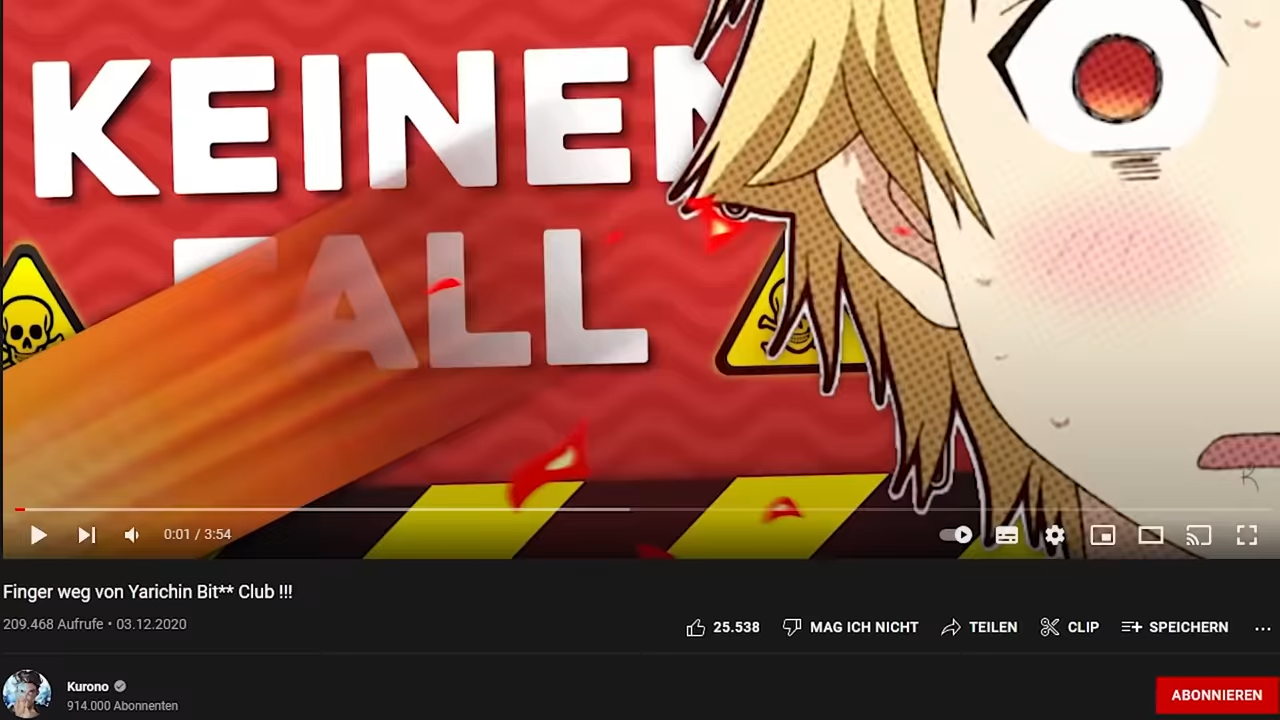 KEINEN
FALL
0:01 / 3:54
Finger weg von Yarichin Bit** Club !!!
209.468 Aufrufe • 03.12.2020
25.538 MAG ICH NICHT TEILEN CLIP SPEICHERN ...
Kurono
914.000 Abonnenten
ABONNIEREN